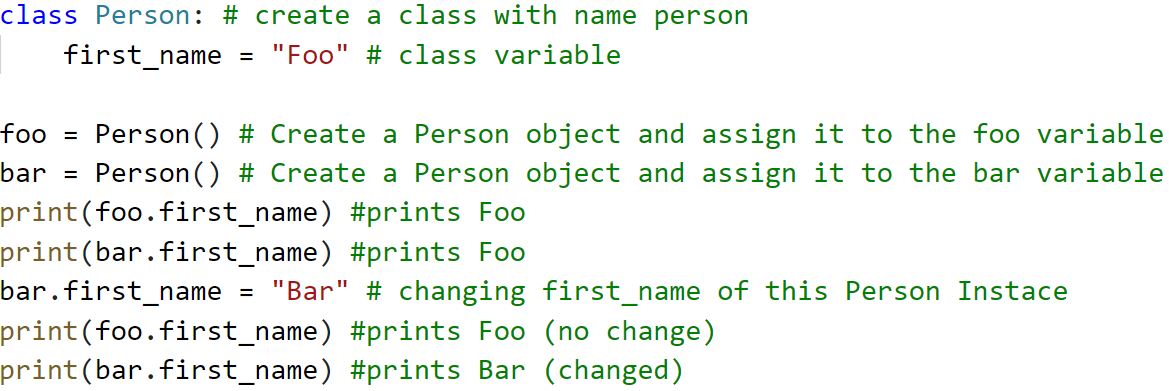 class Person: # create a class with name person
    first_name = "Foo" # class variable

foo = Person() # Create a Person object and assign it to the foo variable
bar = Person() # Create a Person object and assign it to the bar variable
print(foo.first_name) #prints Foo
print(bar.first_name) #prints Foo
bar.first_name = "Bar" # changing first_name of this Person Instace
print(foo.first_name) #prints Foo (no change)
print(bar.first_name) #prints Bar (changed)